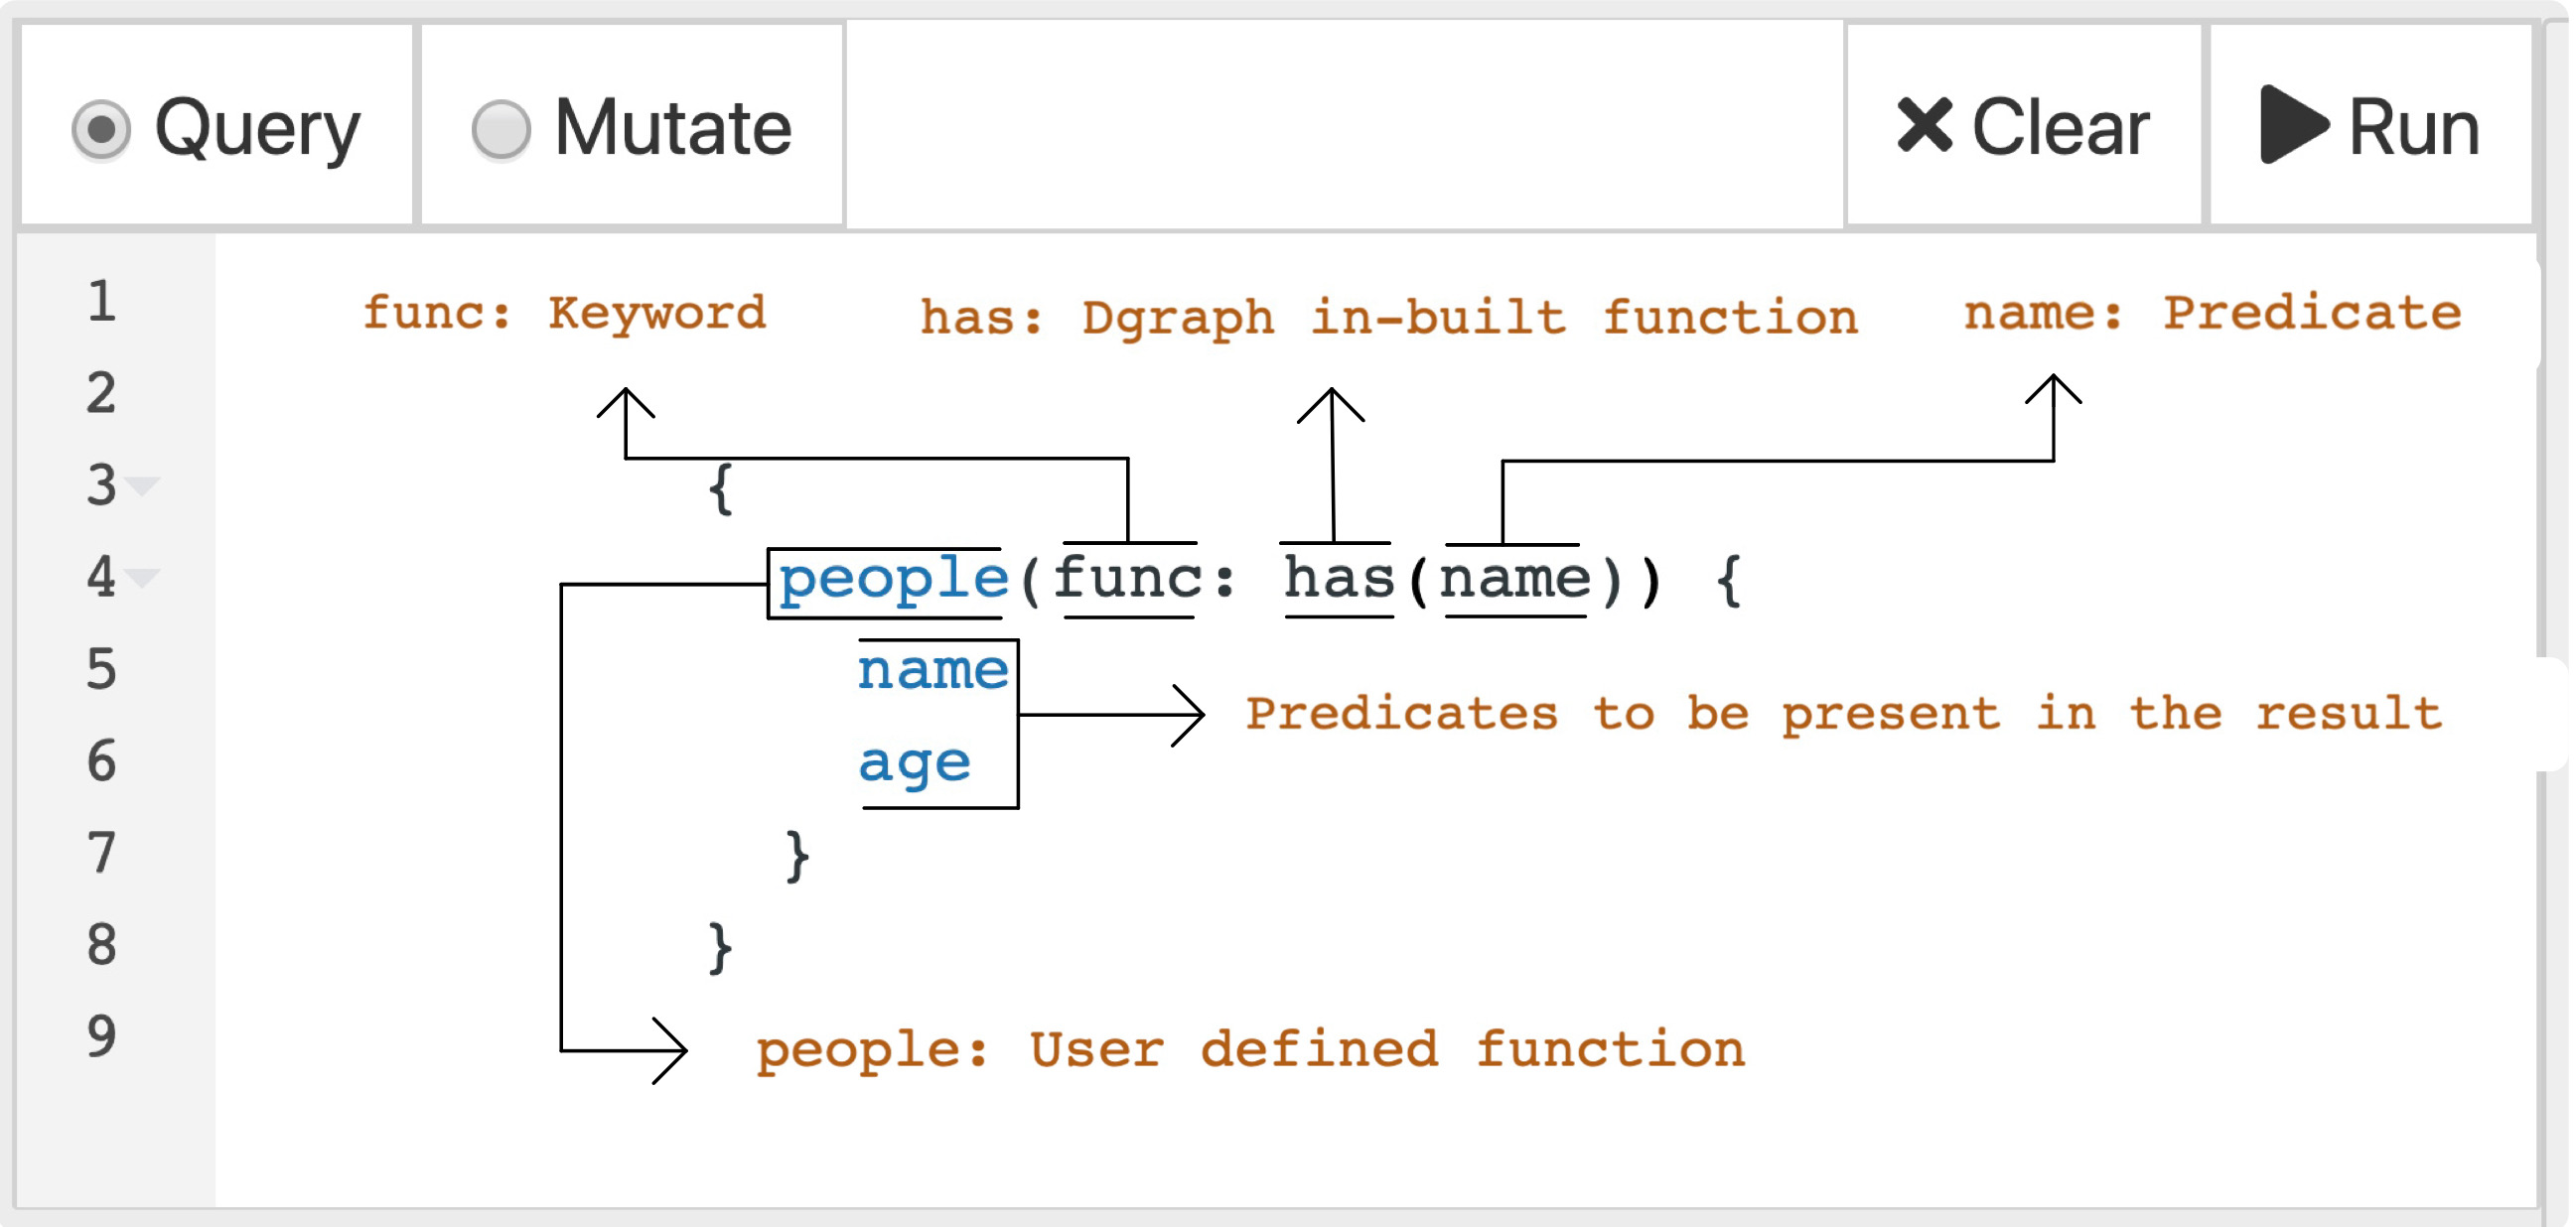 Query Mutate Clear Run
1 func: Keyword has: Dgraph in-built function name: Predicate
2
3 {
4 people(func: has(name)) {
5 name
Predicates to be present in the result
6 age
7 }
8 }
9 people: User defined function